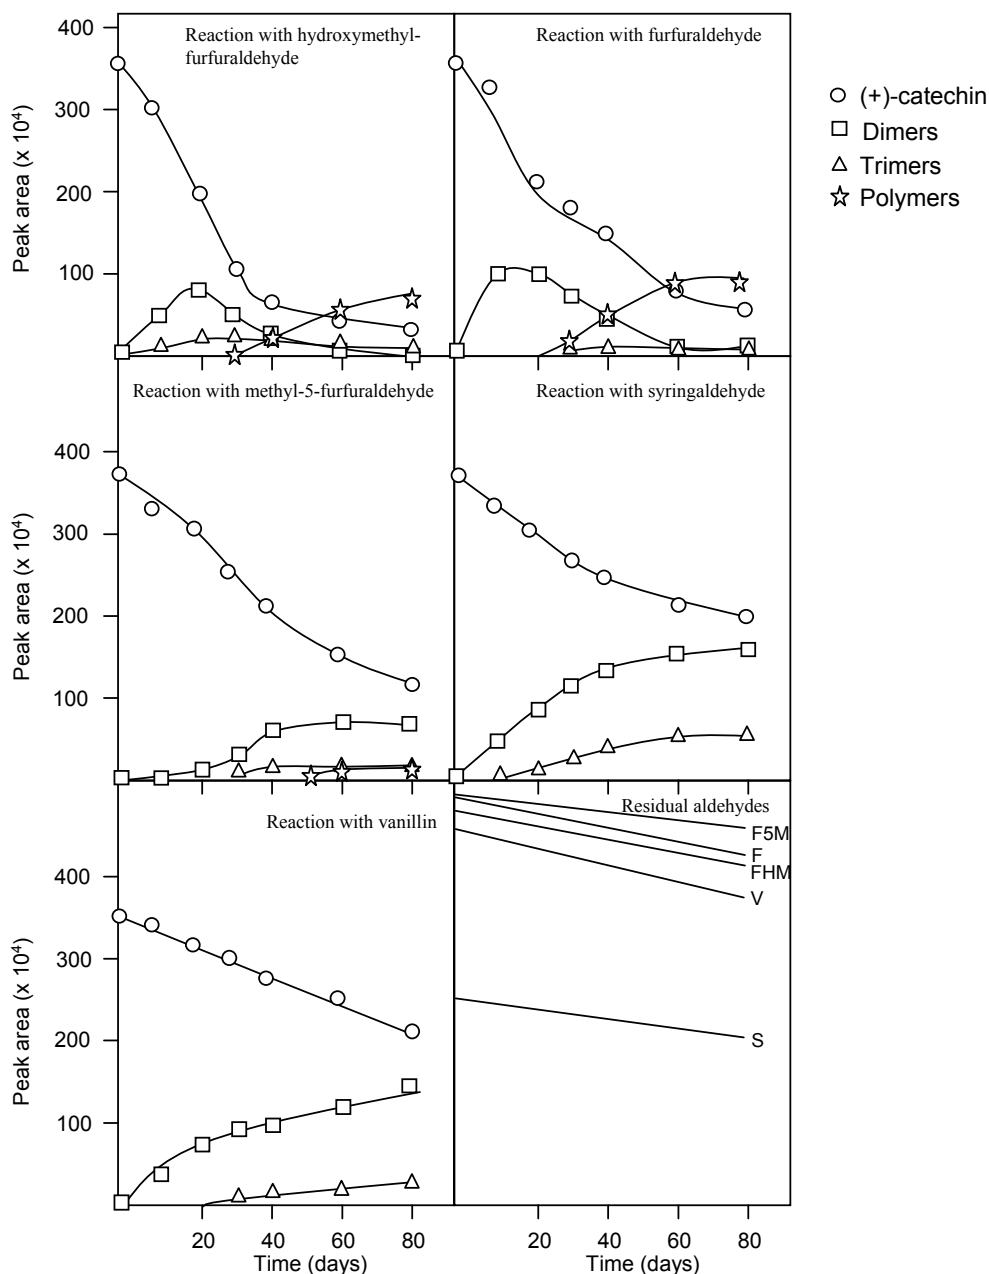 400
300
200
100
Peak area (x 10⁴)
Reaction with hydroxymethyl-
furfuraldehyde
Reaction with furfuraldehyde
(+)-catechin
Dimers
Trimers
Polymers
400
300
200
100
Peak area (x 10⁴)
Reaction with methyl-5-furfuraldehyde
Reaction with syringaldehyde
400
300
200
100
Peak area (x 10⁴)
Reaction with vanillin
Residual aldehydes
F5M
F
FHM
V
S
20 40 60 80
Time (days)
20 40 60 80
Time (days)